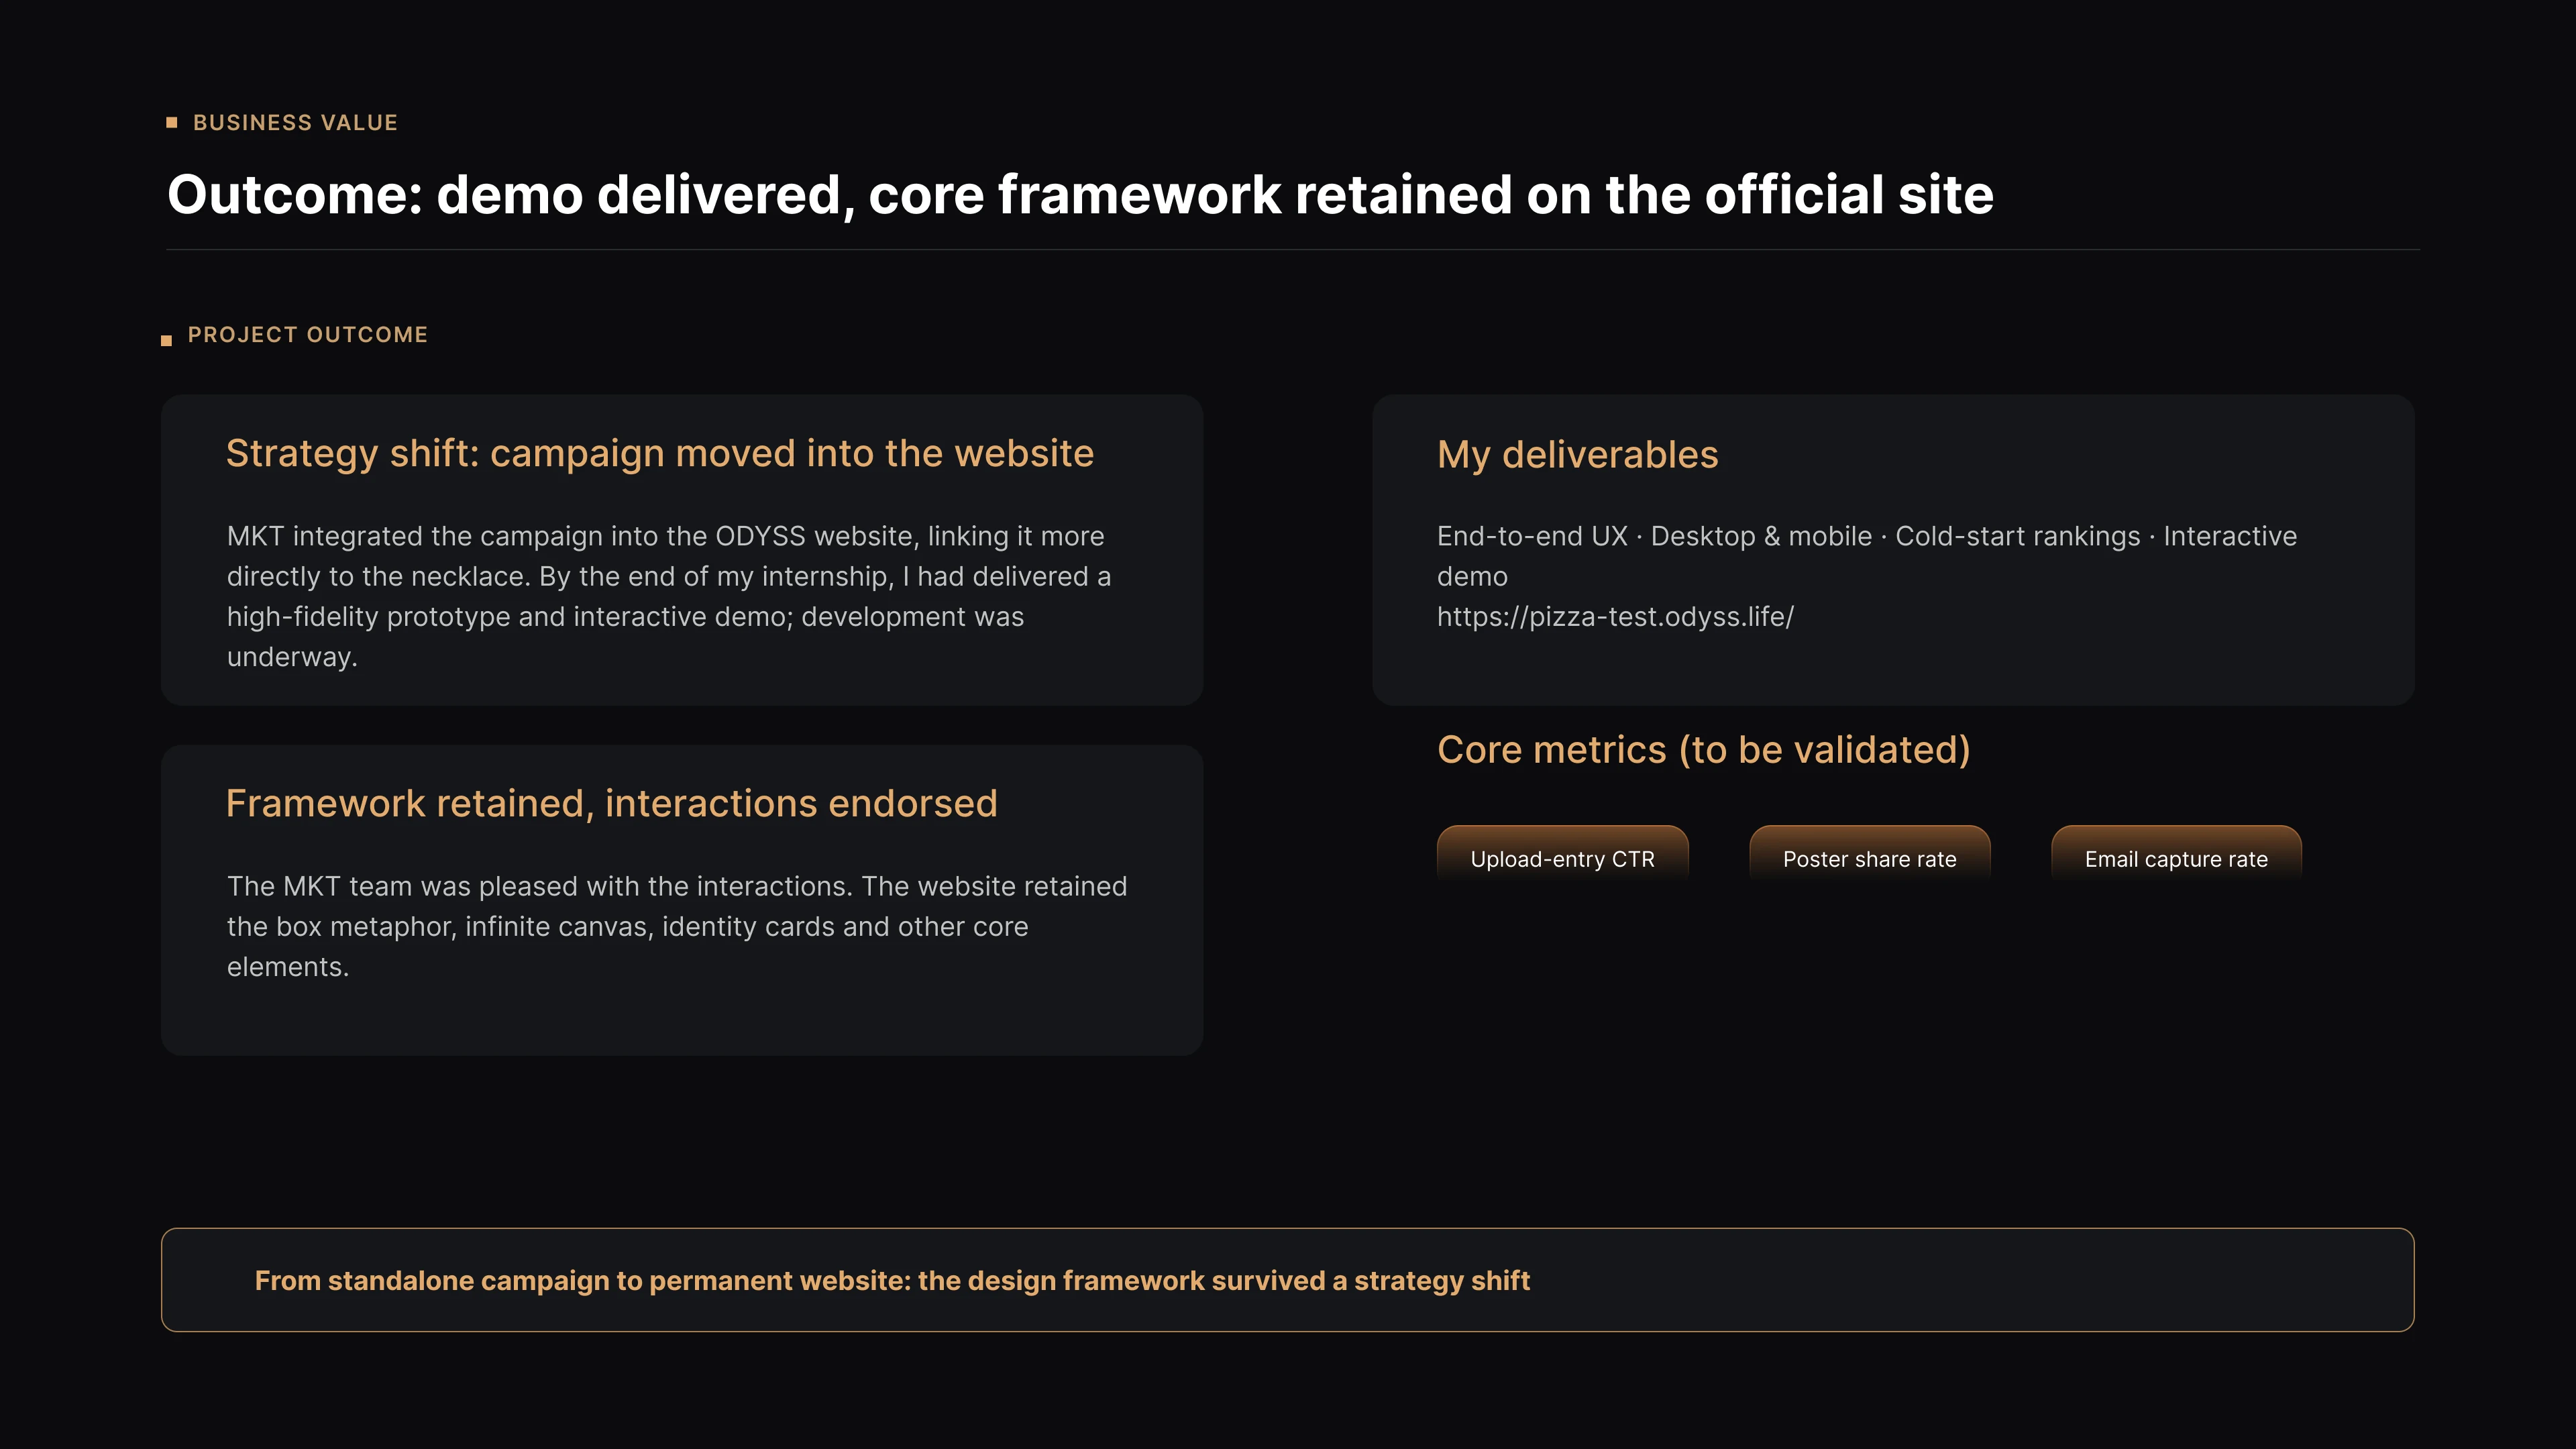 BUSINESS VALUE
Outcome: demo delivered, core framework retained on the official site
PROJECT OUTCOME
Strategy shift: campaign moved into the website
MKT integrated the campaign into the ODYSS website, linking it more
directly to the necklace. By the end of my internship, I had delivered a
high-fidelity prototype and interactive demo; development was
underway.
Framework retained, interactions endorsed
The MKT team was pleased with the interactions. The website retained
the box metaphor, infinite canvas, identity cards and other core
elements.
My deliverables
End-to-end UX · Desktop & mobile · Cold-start rankings · Interactive
demo
https://pizza-test.odyss.life/
Core metrics (to be validated)
Upload-entry CTR
Poster share rate
Email capture rate
From standalone campaign to permanent website: the design framework survived a strategy shift